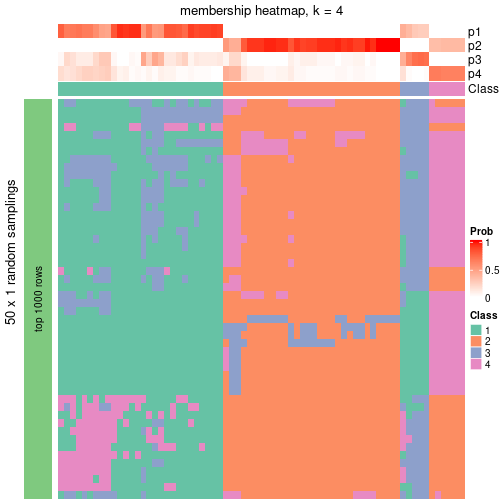 membership heatmap, k = 4
p1
p2
p3
p4
Class
50 x 1 random samplings
top 1000 rows
Prob
1
0.5
0
Class
1
2
3
4